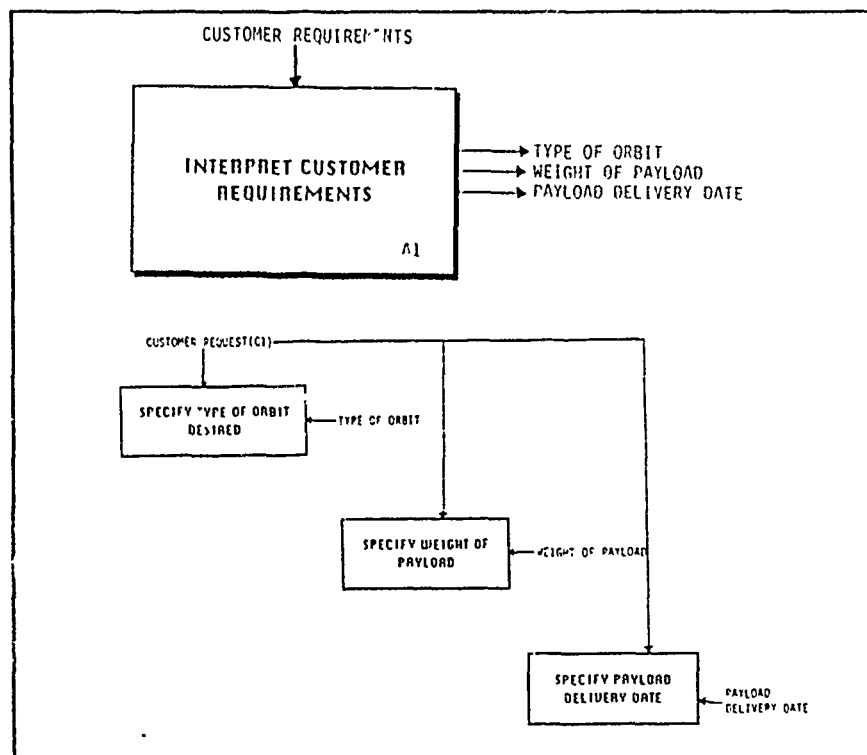 CUSTOMER REQUIREMENTS
INTERPRET CUSTOMER
REQUIREMENTS
A1
TYPE OF ORBIT
WEIGHT OF PAYLOAD
PAYLOAD DELIVERY DATE
CUSTOMER REQUEST(C1)
SPECIFY TYPE OF ORBIT
DESIRED
TYPE OF ORBIT
SPECIFY WEIGHT OF
PAYLOAD
WEIGHT OF PAYLOAD
SPECIFY PAYLOAD
DELIVERY DATE
PAYLOAD
DELIVERY DATE